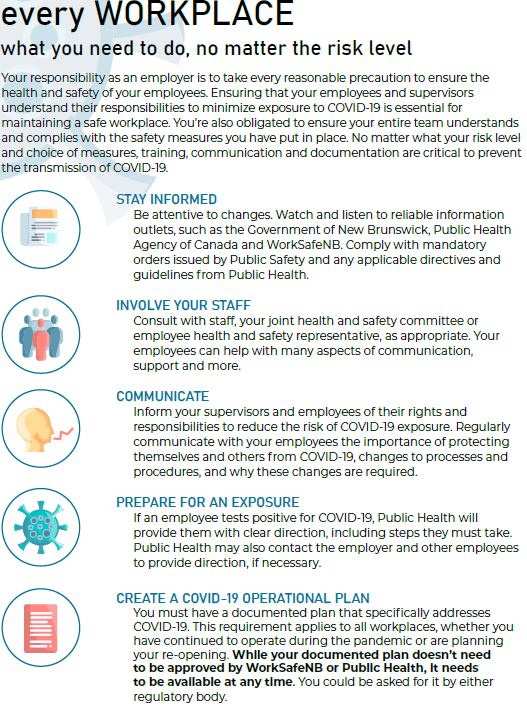 every WORKPLACE
what you need to do, no matter the risk level
Your responsibility as an employer is to take every reasonable precaution to ensure the
health and safety of your employees. Ensuring that your employees and supervisors
understand their responsibilities to minimize exposure to COVID-19 is essential for
maintaining a safe workplace. You're also obligated to ensure your entire team understands
and complies with the safety measures you have put in place. No matter what your risk level
and choice of measures, training, communication and documentation are critical to prevent
the transmission of COVID-19.
STAY INFORMED
Be attentive to changes. Watch and listen to reliable information
outlets, such as the Government of New Brunswick, Public Health
Agency of Canada and WorkSafeNB. Comply with mandatory
orders issued by Public Safety and any applicable directives and
guidelines from Public Health.
INVOLVE YOUR STAFF
Consult with staff, your joint health and safety committee or
employee health and safety representative, as appropriate. Your
employees can help with many aspects of communication,
support and more.
COMMUNICATE
Inform your supervisors and employees of their rights and
responsibilities to reduce the risk of COVID-19 exposure. Regularly
communicate with your employees the importance of protecting
themselves and others from COVID-19, changes to processes and
procedures, and why these changes are required.
PREPARE FOR AN EXPOSURE
If an employee tests positive for COVID-19, Public Health will
provide them with clear direction, including steps they must take.
Public Health may also contact the employer and other employees
to provide direction, if necessary.
CREATE A COVID-19 OPERATIONAL PLAN
You must have a documented plan that specifically addresses
COVID-19. This requirement applies to all workplaces, whether you
have continued to operate during the pandemic or are planning
your re-opening. While your documented plan doesn't need
to be approved by WorkSafeNB or Public Health, it needs
to be available at any time. You could be asked for it by either
regulatory body.